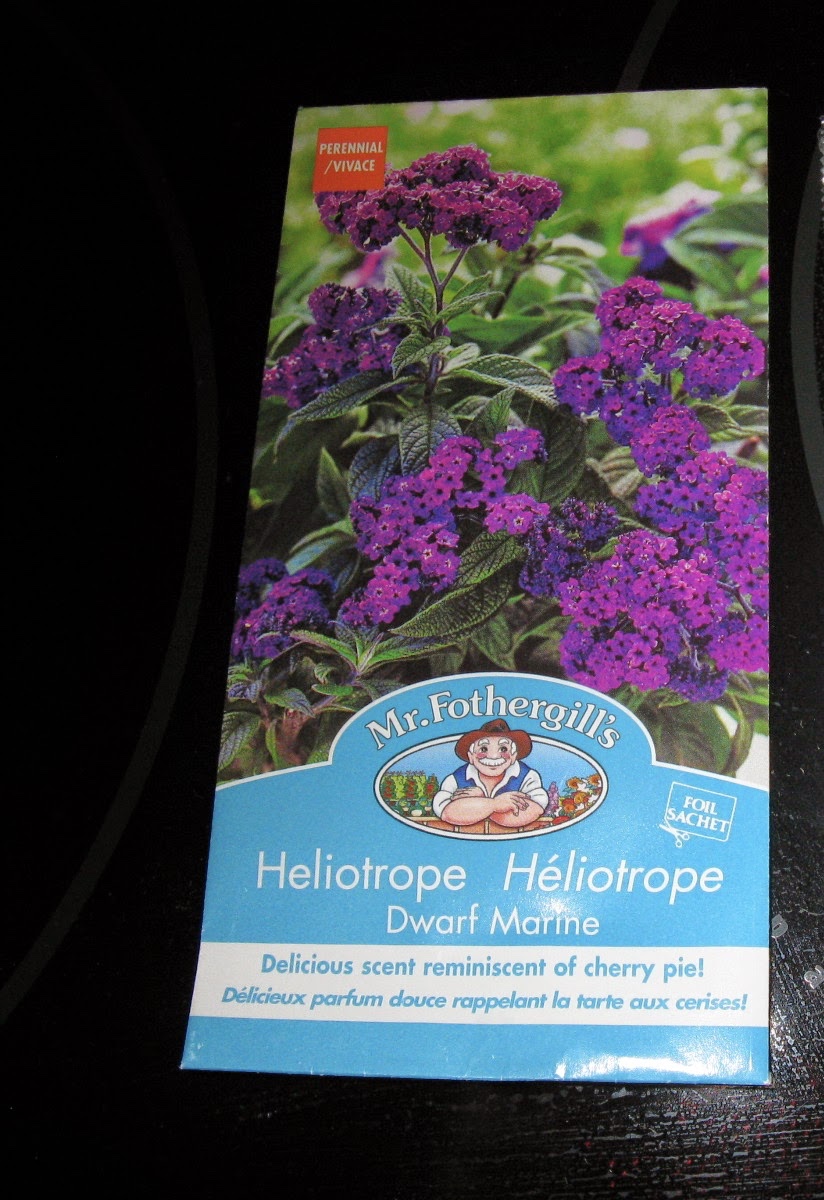 PERENNIAL
/VIVACE
Mr. Fothergill's
FOIL
SACHET
Heliotrope Héliotrope
Dwarf Marine
Delicious scent reminiscent of cherry pie!
Délicieux parfum douce rappelant la tarte aux cerises!